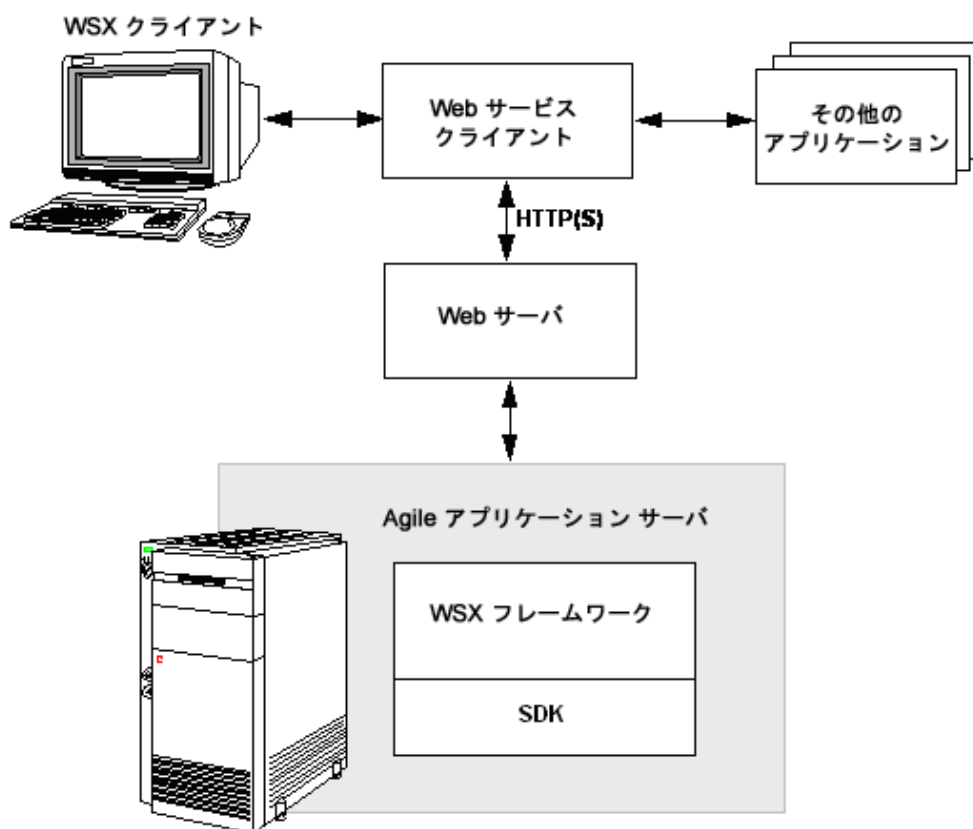 WSX クライアント
Web サービス
クライアント
その他の
アプリケーション
HTTP(S)
Web サーバ
Agile アプリケーション サーバ
WSX フレームワーク
SDK